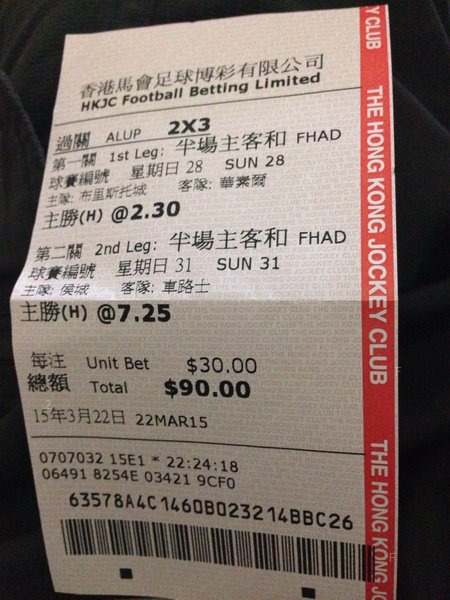 香港馬會足球博彩有限公司
HKJC Football Betting Limited
過關 ALUP 2X3
第一關 1st Leg: 半場主客和 FHAD
球賽編號 星期日 28 SUN 28
主隊: 布里斯托城 客隊: 華素爾
主勝(H) @2.30
第二關 2nd Leg: 半場主客和 FHAD
球賽編號 星期日 31 SUN 31
主隊: 侯城 客隊: 車路士
主勝(H) @7.25
每注 Unit Bet $30.00
總額 Total $90.00
15年3月22日 22MAR15
0707032 15E1 * 22:24:18
06491 8254E 03421 9CF0
63578A4C1460B023214BBC26
Y CLUB
THE HONG KONG JOCKEY CLUB
THE HONG KONG JC